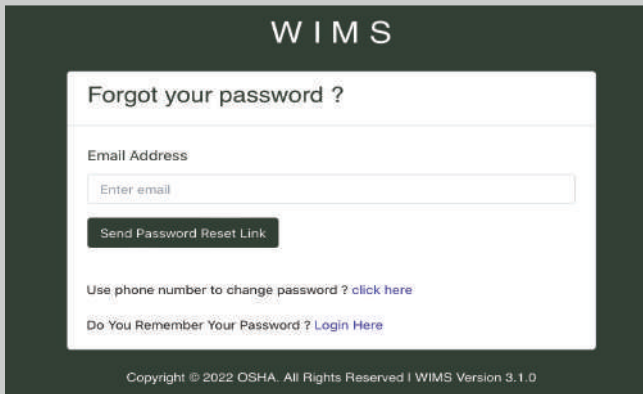 WIMS
Forgot your password ?
Email Address
Enter email
Send Password Reset Link
Use phone number to change password ? click here
Do You Remember Your Password ? Login Here
Copyright © 2022 OSHA. All Rights Reserved | WIMS Version 3.1.0